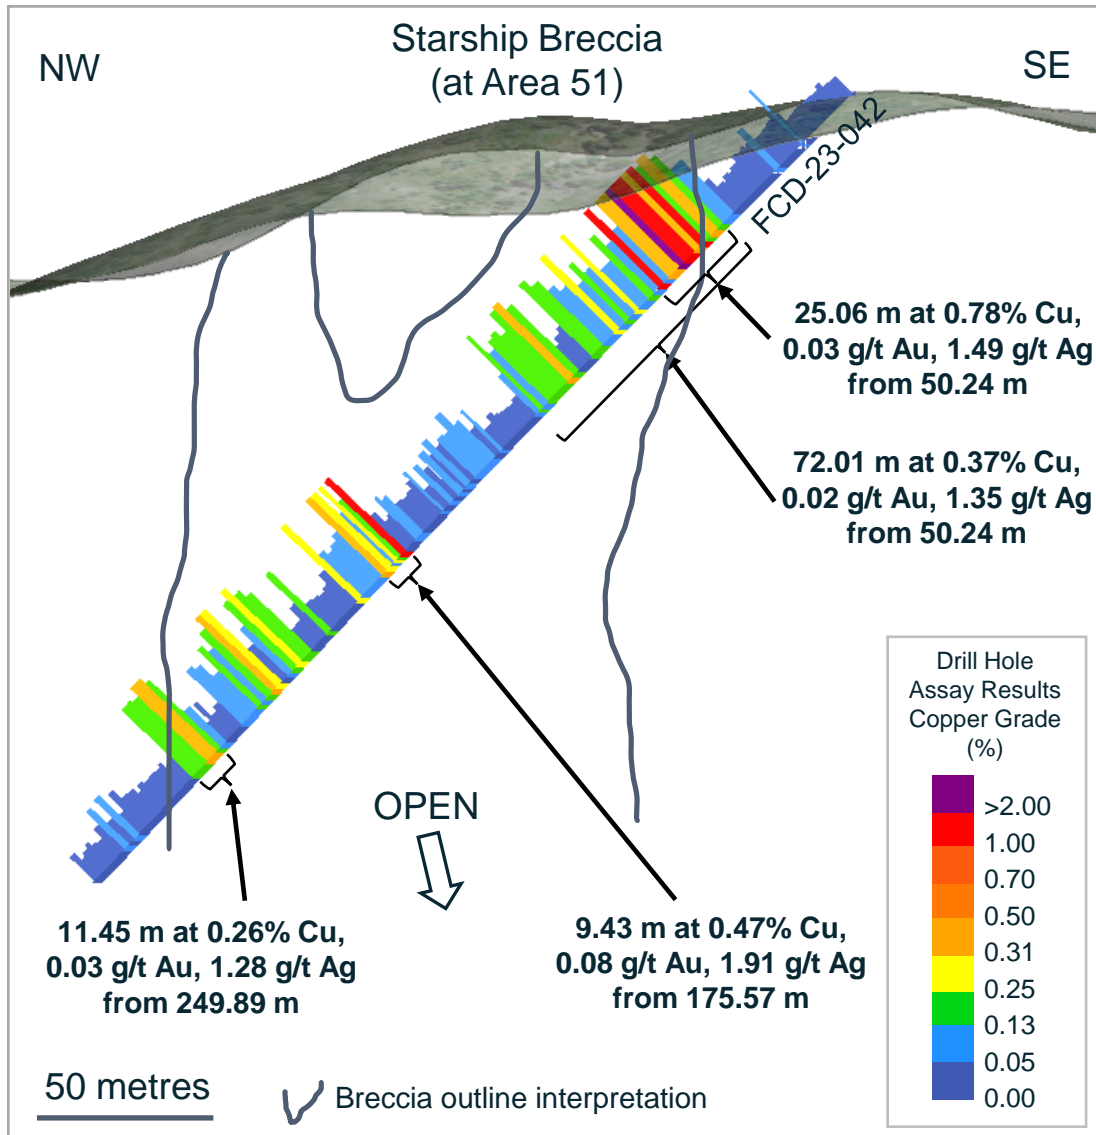 Starship Breccia
(at Area 51)
NW
SE
FCD-23-042
25.06 m at 0.78% Cu,
0.03 g/t Au, 1.49 g/t Ag
from 50.24 m
72.01 m at 0.37% Cu,
0.02 g/t Au, 1.35 g/t Ag
from 50.24 m
Drill Hole
Assay Results
Copper Grade
(%)
>2.00
1.00
0.70
0.50
0.31
0.25
0.13
0.05
0.00
OPEN
11.45 m at 0.26% Cu,
0.03 g/t Au, 1.28 g/t Ag
from 249.89 m
9.43 m at 0.47% Cu,
0.08 g/t Au, 1.91 g/t Ag
from 175.57 m
50 metres
Breccia outline interpretation